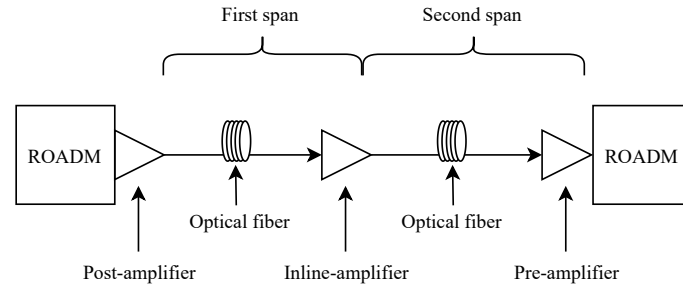 First span
Second span
ROADM
ROADM
Optical fiber
Optical fiber
Post-amplifier
Inline-amplifier
Pre-amplifier